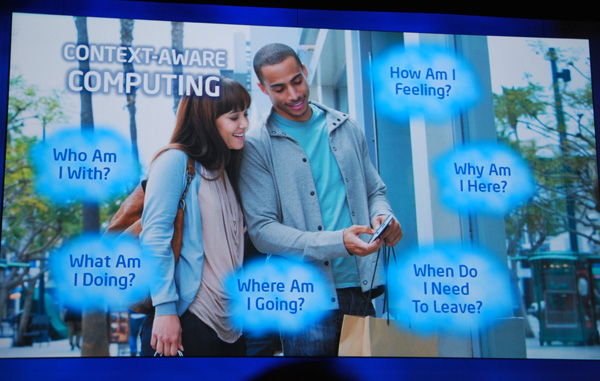 CONTEXT-AWARE
COMPUTING
How Am I
Feeling?
Who Am
I With?
Why Am
I Here?
What Am
I Doing?
Where Am
I Going?
When Do
I Need
To Leave?